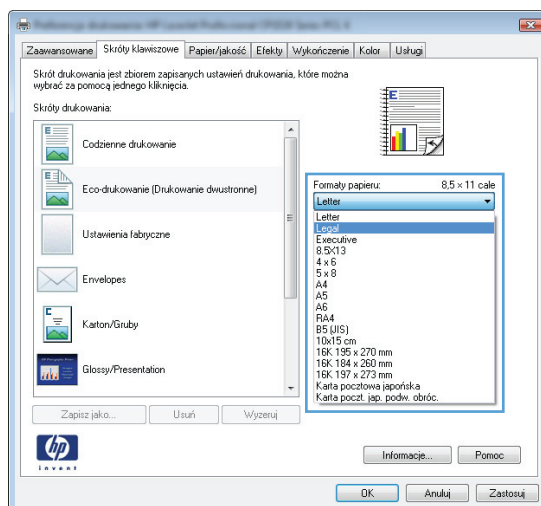 Zaawansowane Skróty klawiszowe Papier/jakość Efekty Wykończenie Kolor Usługi
Skrót drukowania jest zbiorem zapisanych ustawień drukowania, które można
wybrać za pomocą jednego kliknięcia.
Skróty drukowania:
Codzienne drukowanie
Eco-drukowanie (Drukowanie dwustronne)
Ustawienia fabryczne
Envelopes
Karton/Gruby
Glossy/Presentation
Zapisz jako... Usuń Wyzeruj
Formaty papieru: 8,5 × 11 cale
Letter
Letter
Legal
Executive
8.5X13
4 x 6
5 x 8
A4
A5
A6
RA4
B5 (JIS)
10x15 cm
16K 195 x 270 mm
16K 184 x 260 mm
16K 197 x 273 mm
Karta pocztowa japońska
Karta poczt. jap. podw. obróc.
hp
invent
Informacje... Pomoc
OK Anuluj Zastosuj